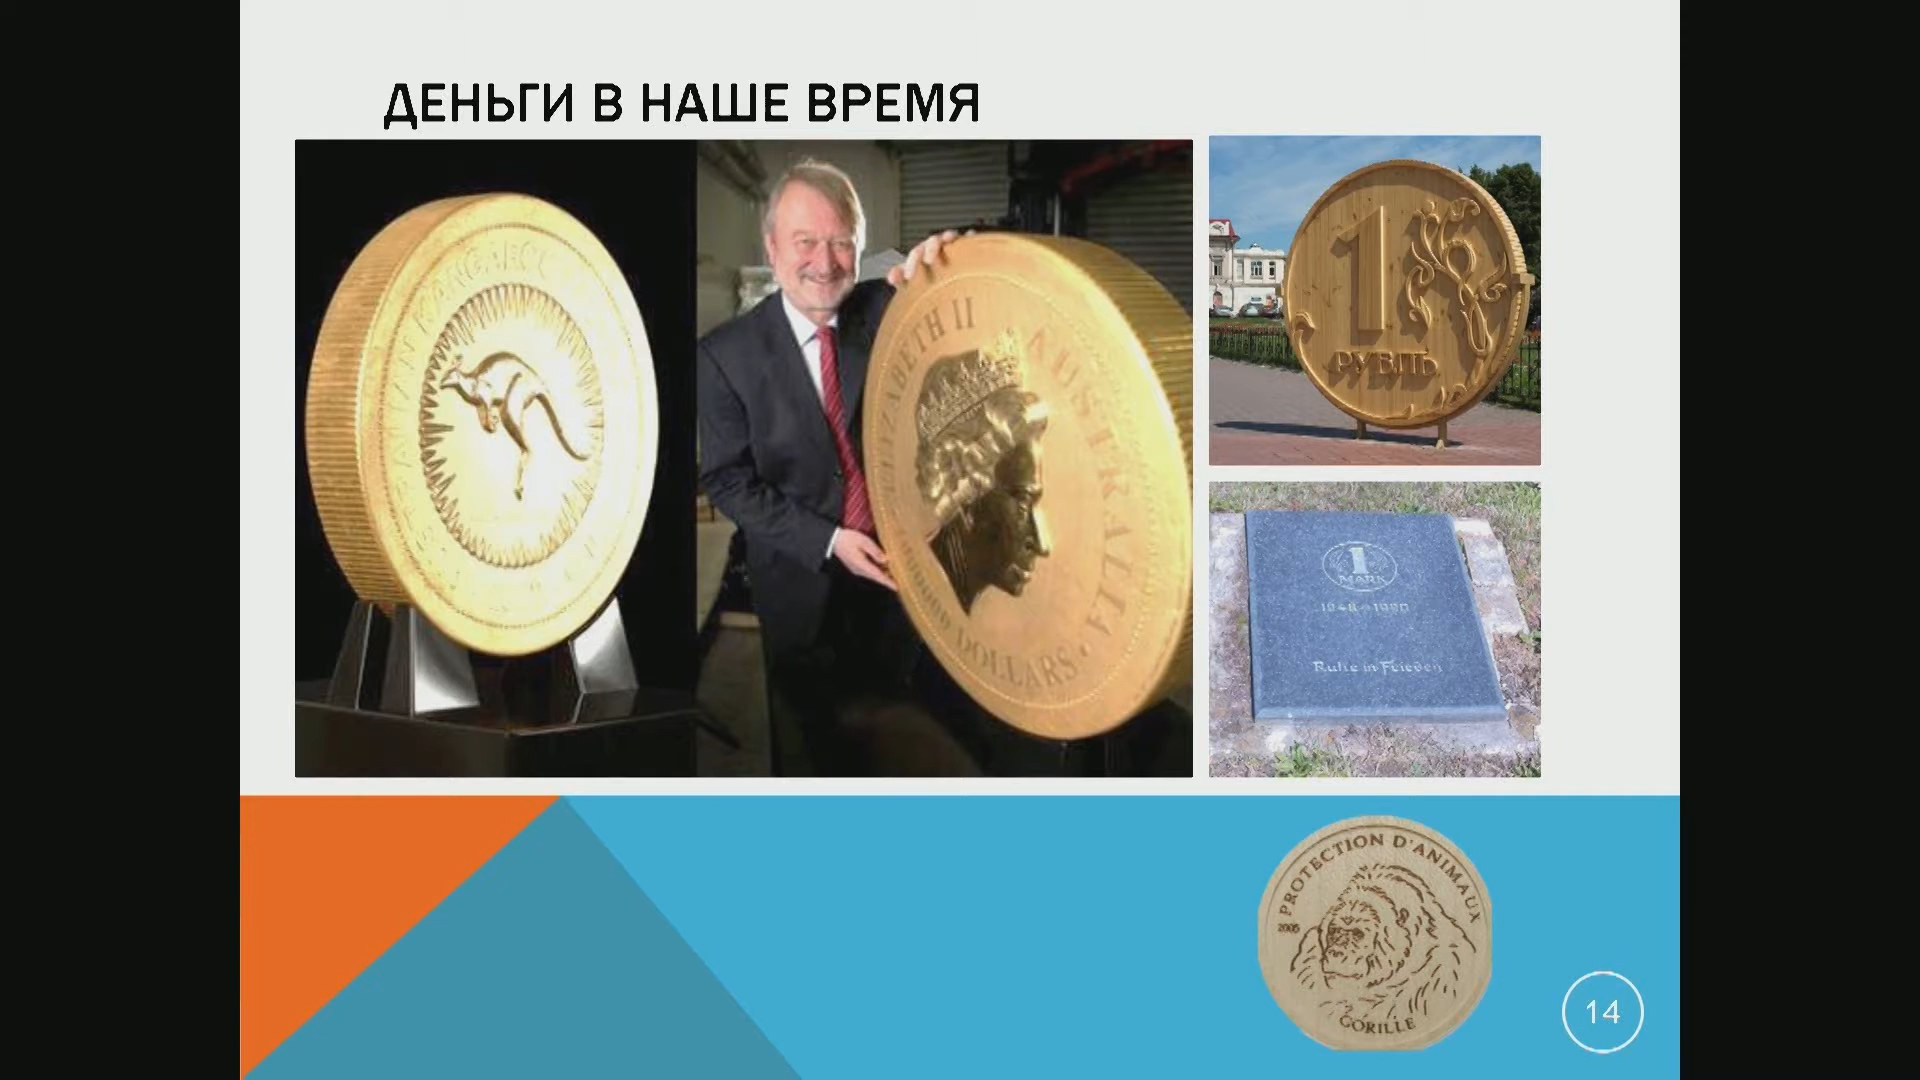 ДЕНЬГИ В НАШЕ ВРЕМЯ
ELIZABETH II AUSTRALIA
DOLLARS
1
РУБЛЬ
1
MARK
1948 - 1990
Ruhe in Frieden
PROTECTION D'ANIMAUX
2005
GORILLE
14